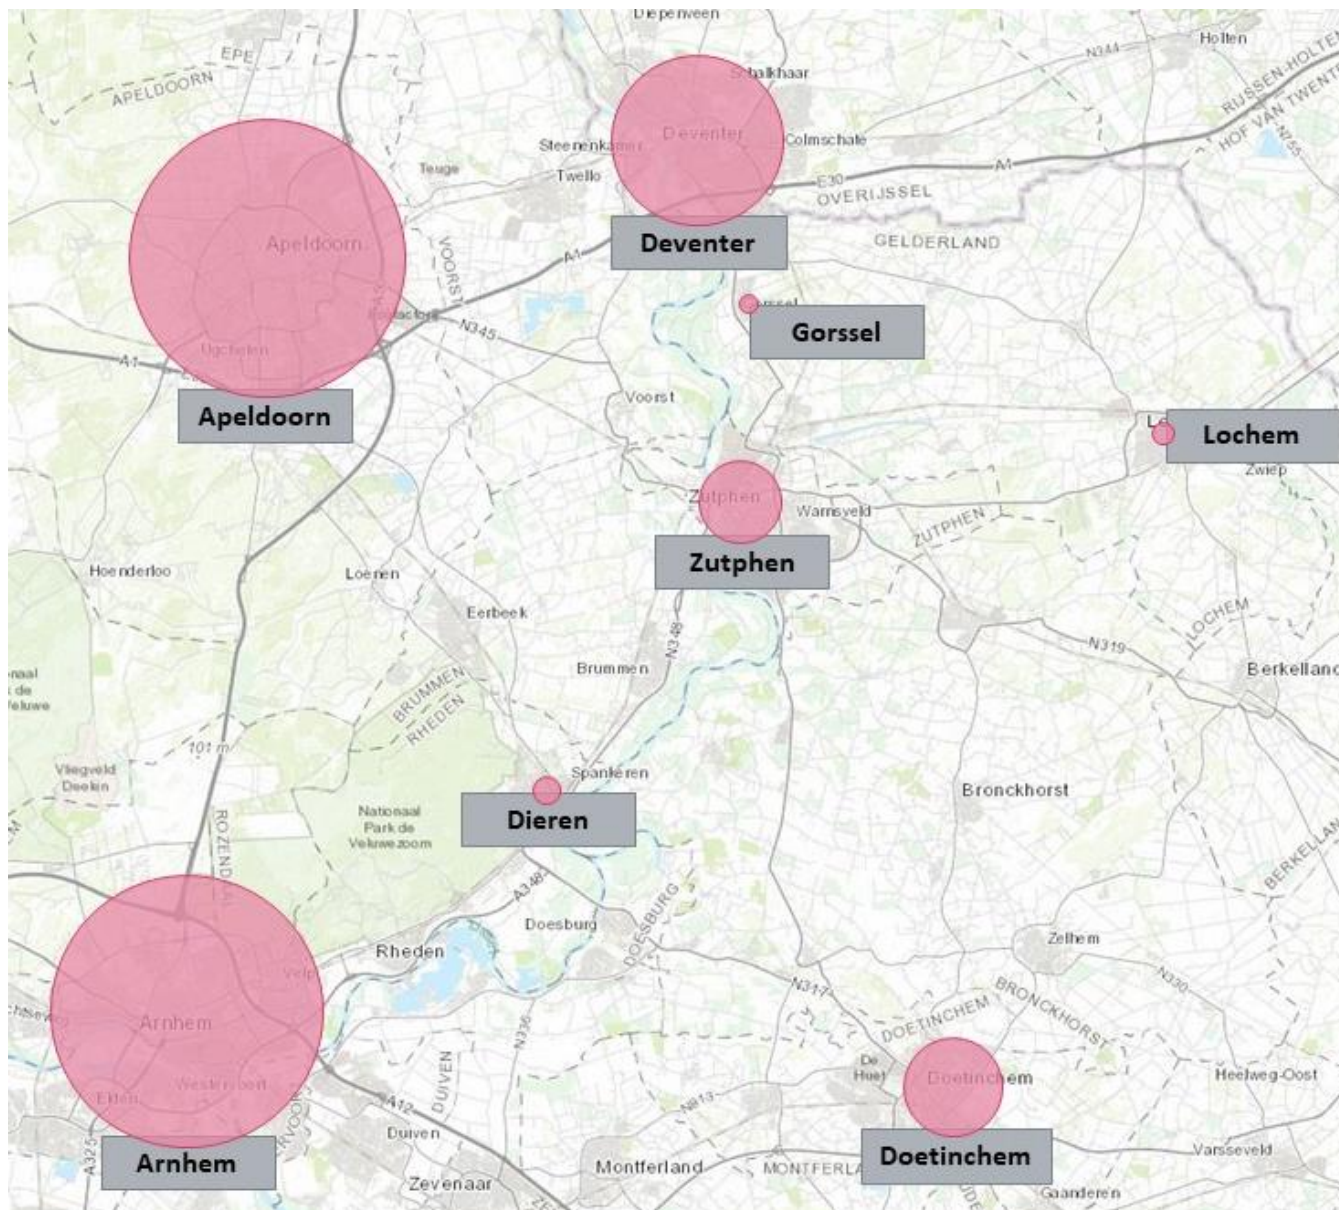 Diepenveen
Holten
N344
EPE
APELDOORN
RIJSSEN-HOLTEN
HOF VAN TWENTE
Schalkhaar
Deventer
Colmschate
Steenenkamer
Twello
Teuge
A1
E30
OVERIJSSEL
GELDERLAND
Deventer
Apeldoorn
VOORST
A1
N345
Gorssel
Ugchelen
A1
Voorst
Apeldoorn
Lochem
Zwiep
Zutphen
Warnsveld
ZUTPHEN
Zutphen
Hoenderloo
Loenen
Eerbeek
N348
Brummen
LOCHEM
N319
Berkelland
BRUMMEN
RHEDEN
101 m
Spankeren
Bronckhorst
Nationaal
Park de
Veluwezoom
Dieren
ROZENDAAL
A348
Doesburg
DOESBURG
Rheden
Zelhem
N330
N317
BRONCKHORST
DOETINCHEM
Velp
Arnhem
N336
De
Huet
Doetinchem
Heelweg-Oost
Westervoort
DUIVEN
A12
N813
Duiven
A325
Arnhem
Zevenaar
Montferland
Doetinchem
Varsseveld
Gaanderen